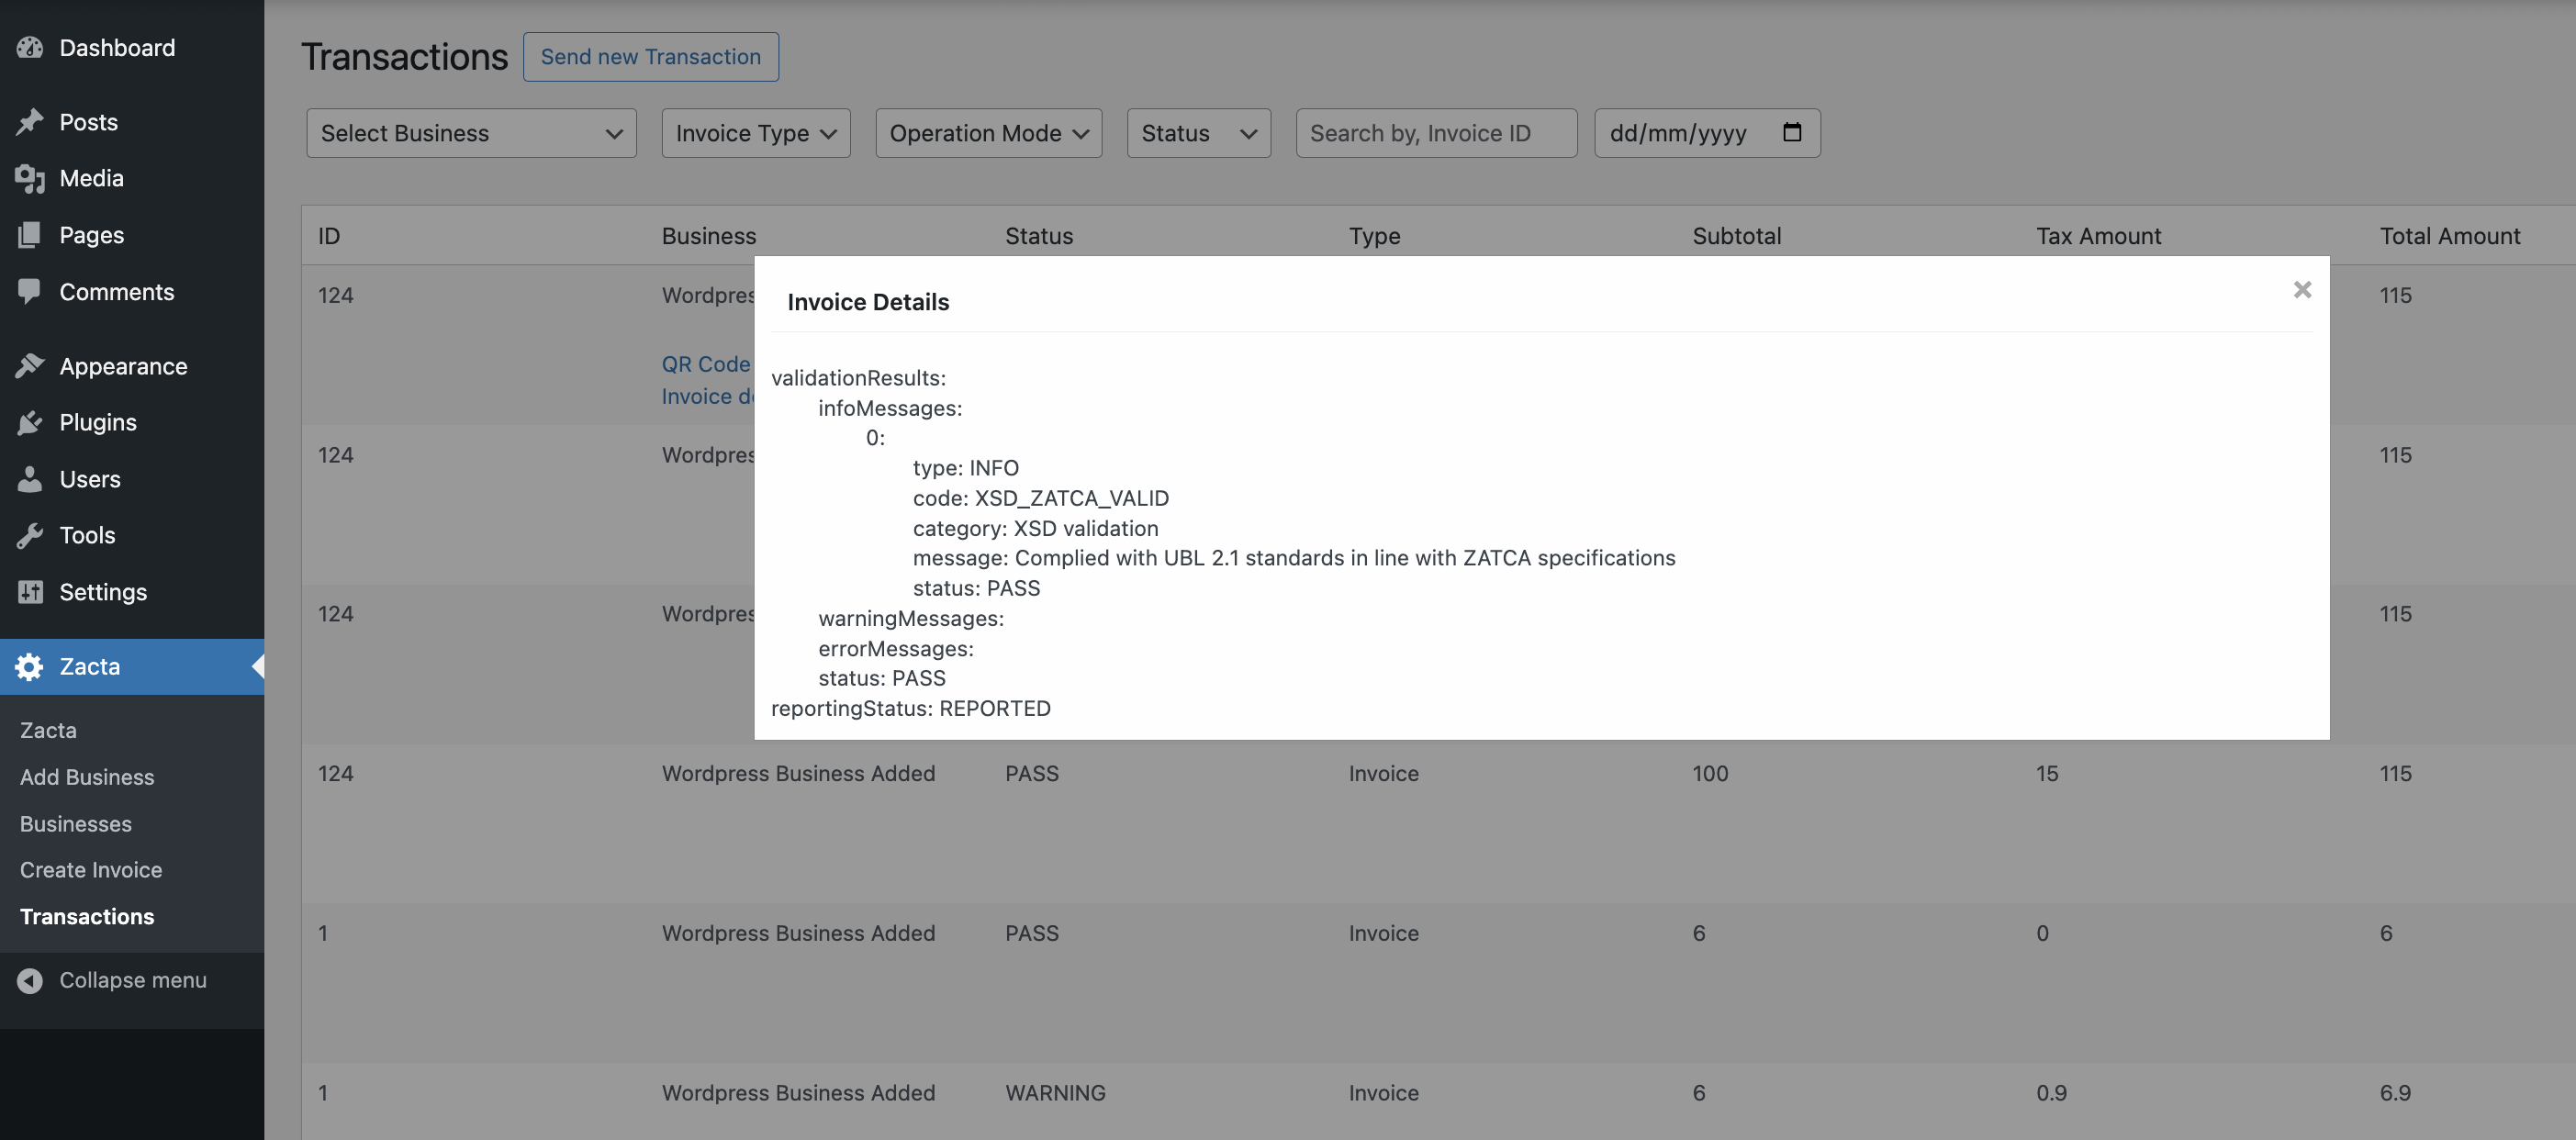 Dashboard
Posts
Media
Pages
Comments
Appearance
Plugins
Users
Tools
Settings
Zacta
Zacta
Add Business
Businesses
Create Invoice
Transactions
Collapse menu
Transactions Send new Transaction
Select Business Invoice Type Operation Mode Status Search by, Invoice ID dd/mm/yyyy
ID Business Status Type Subtotal Tax Amount Total Amount
124 115
QR Code
Invoice
124 115
124 115
Invoice Details ×
validationResults:
infoMessages:
0:
type: INFO
code: XSD_ZATCA_VALID
category: XSD validation
message: Complied with UBL 2.1 standards in line with ZATCA specifications
status: PASS
warningMessages:
errorMessages:
status: PASS
reportingStatus: REPORTED
124 Wordpress Business Added PASS Invoice 100 15 115
1 Wordpress Business Added PASS Invoice 6 0 6
1 Wordpress Business Added WARNING Invoice 6 0.9 6.9